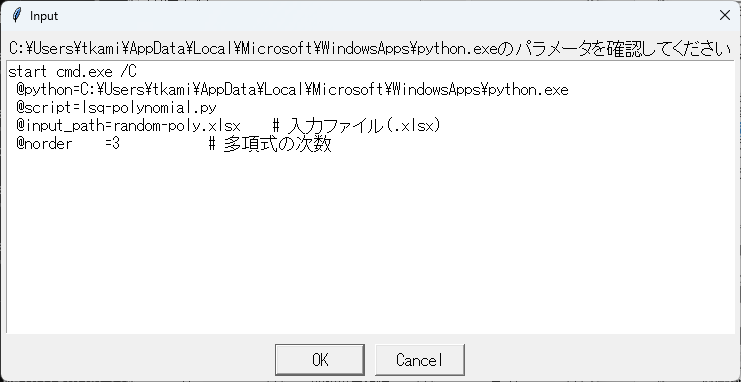 Input
C:¥Users¥tkami¥AppData¥Local¥Microsoft¥WindowsApps¥python.exeのパラメータを確認してください
start cmd.exe /C
@python=C:¥Users¥tkami¥AppData¥Local¥Microsoft¥WindowsApps¥python.exe
@script=lsq-polynomial.py
@input_path=random-poly.xlsx    # 入力ファイル(.xlsx)
@norder    =3           # 多項式の次数
OK
Cancel